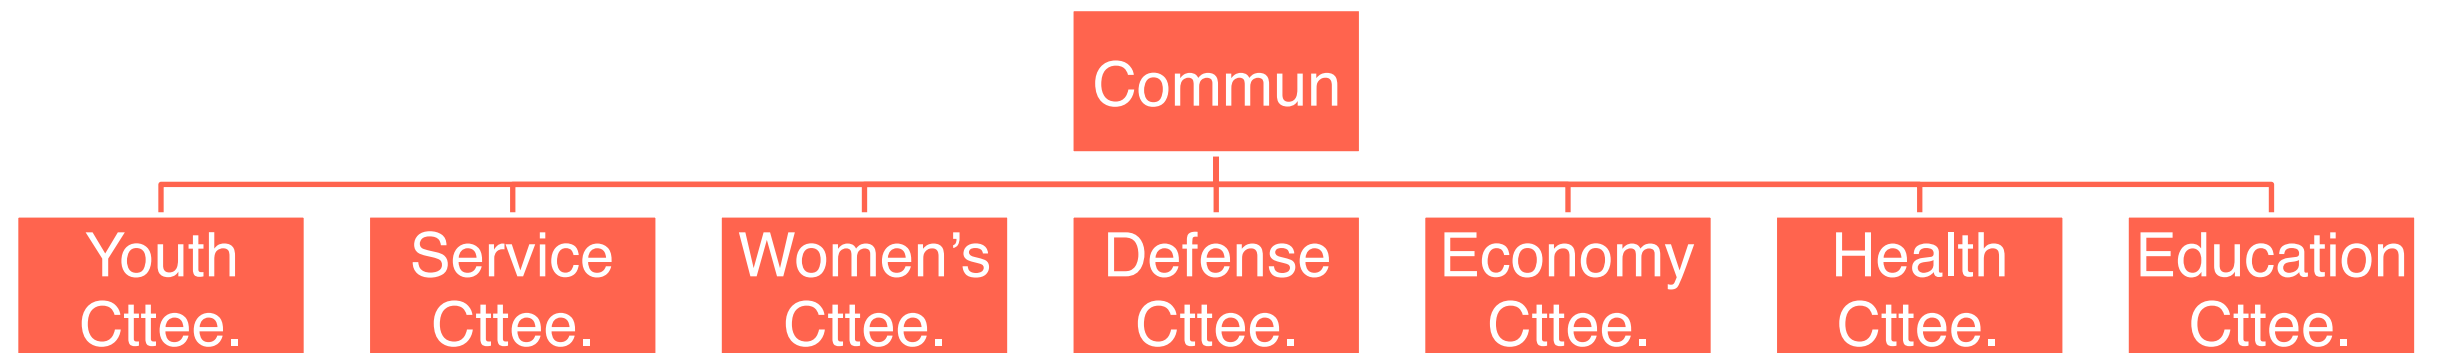 Commun
Youth
Cttee.
Service
Cttee.
Women’s
Cttee.
Defense
Cttee.
Economy
Cttee.
Health
Cttee.
Education
Cttee.